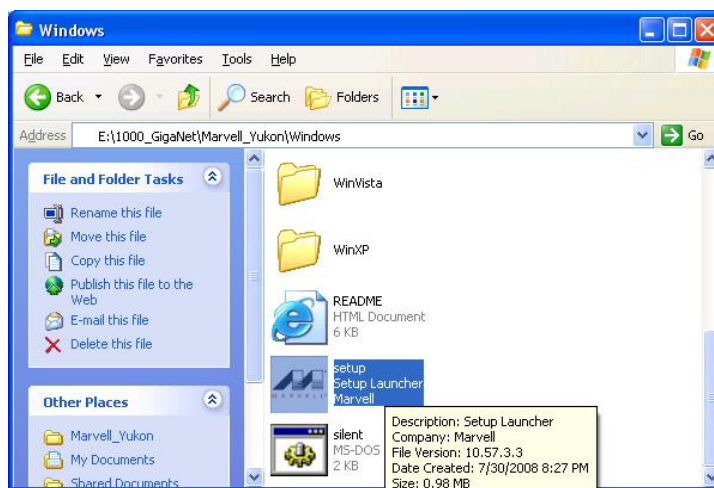 Windows
File Edit View Favorites Tools Help
Back Search Folders
Address E:\1000_GigaNet\Marvell_Yukon\Windows Go
File and Folder Tasks
Rename this file
Move this file
Copy this file
Publish this file to the
Web
E-mail this file
Delete this file
Other Places
Marvell_Yukon
My Documents
Shared Documents
WinVista
WinXP
README
HTML Document
6 KB
MARVELL
setup
Setup Launcher
Marvell
silent
MS-DOS
2 KB
Description: Setup Launcher
Company: Marvell
File Version: 10.57.3.3
Date Created: 7/30/2008 8:27 PM
Size: 0.98 MB